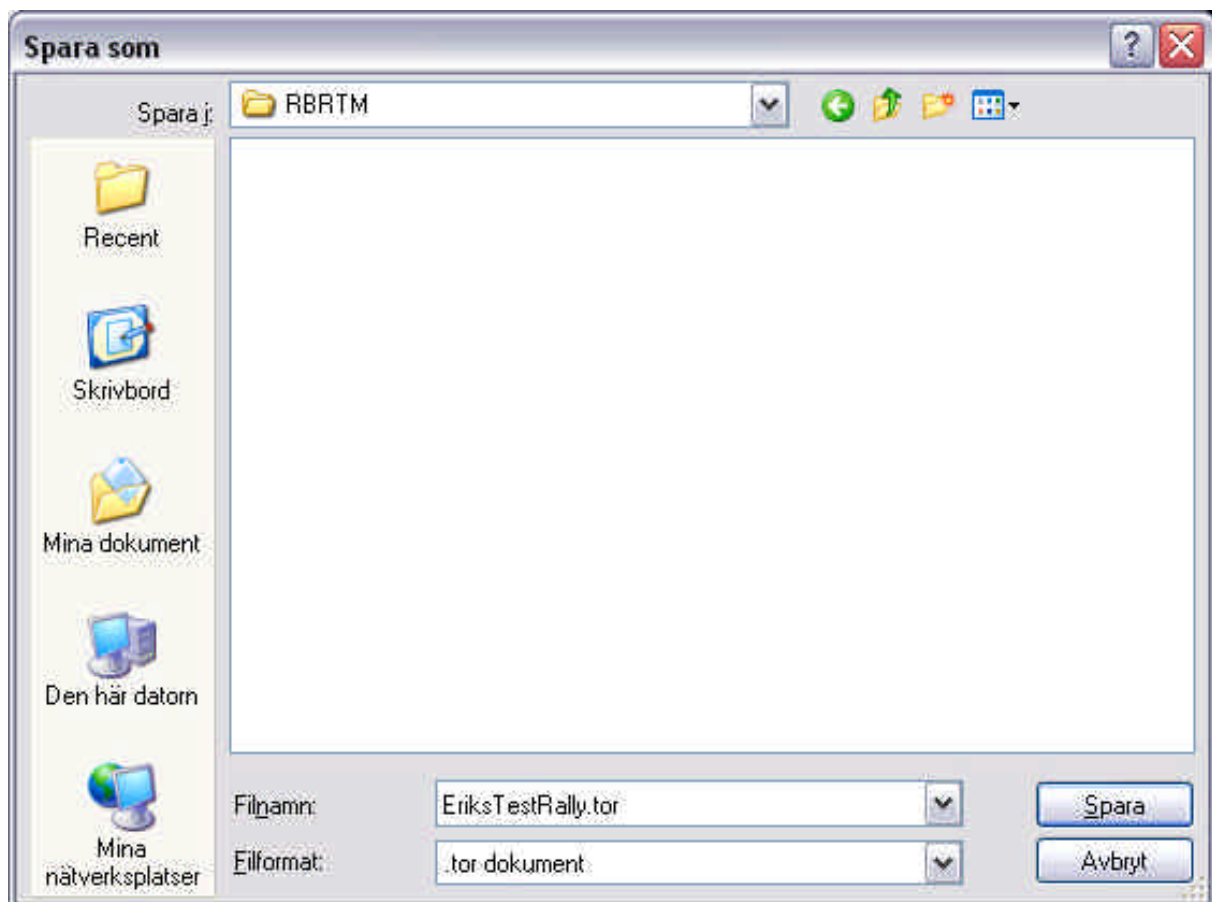 Spara som
Spara i:
RBRTM
Recent
Skrivbord
Mina dokument
Den här datorn
Mina
nätverksplatser
Filnamn:
EriksTestRally.tor
Spara
Filformat:
.tor dokument
Avbryt